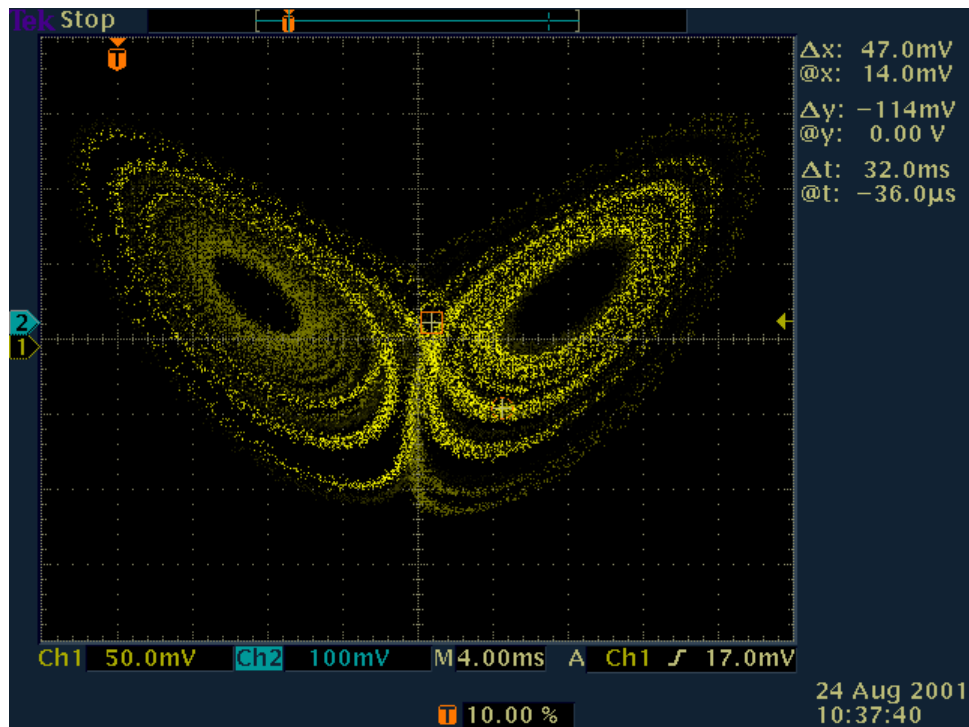 Tek Stop
T
T
Δx: 47.0mV
@x: 14.0mV
Δy: −114mV
@y: 0.00 V
Δt: 32.0ms
@t: −36.0µs
2
1
Ch1 50.0mV Ch2 100mV M 4.00ms A Ch1 ʃ 17.0mV
T 10.00 %
24 Aug 2001
10:37:40